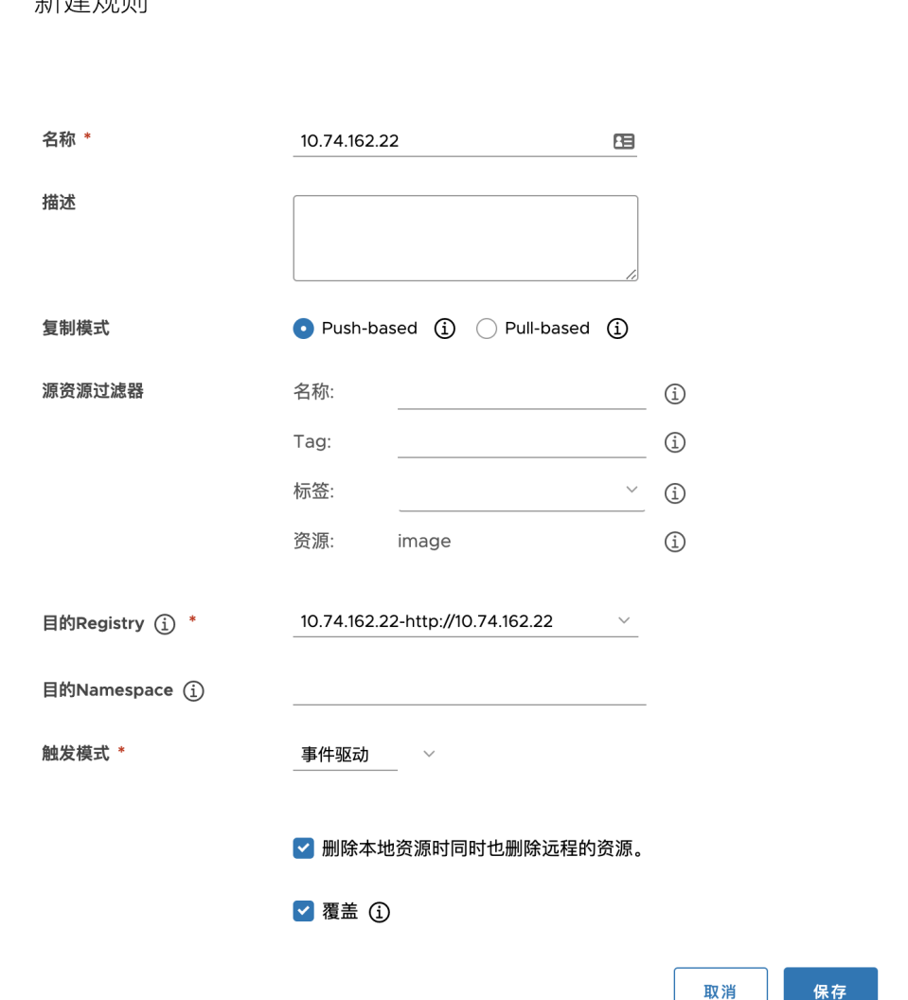 新建规则
名称 *
10.74.162.22
描述
复制模式
Push-based
Pull-based
源资源过滤器
名称:
Tag:
标签:
资源:
image
目的Registry *
10.74.162.22-http://10.74.162.22
目的Namespace
触发模式 *
事件驱动
删除本地资源时同时也删除远程的资源。
覆盖
取消
保存